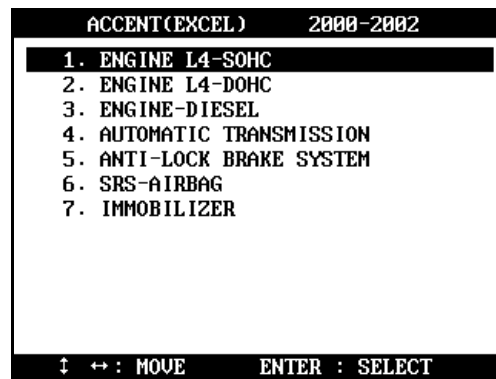 ACCENT(EXCEL) 2000-2002
1. ENGINE L4-SOHC
2. ENGINE L4-DOHC
3. ENGINE-DIESEL
4. AUTOMATIC TRANSMISSION
5. ANTI-LOCK BRAKE SYSTEM
6. SRS-AIRBAG
7. IMMOBILIZER
↕ ↔: MOVE ENTER : SELECT